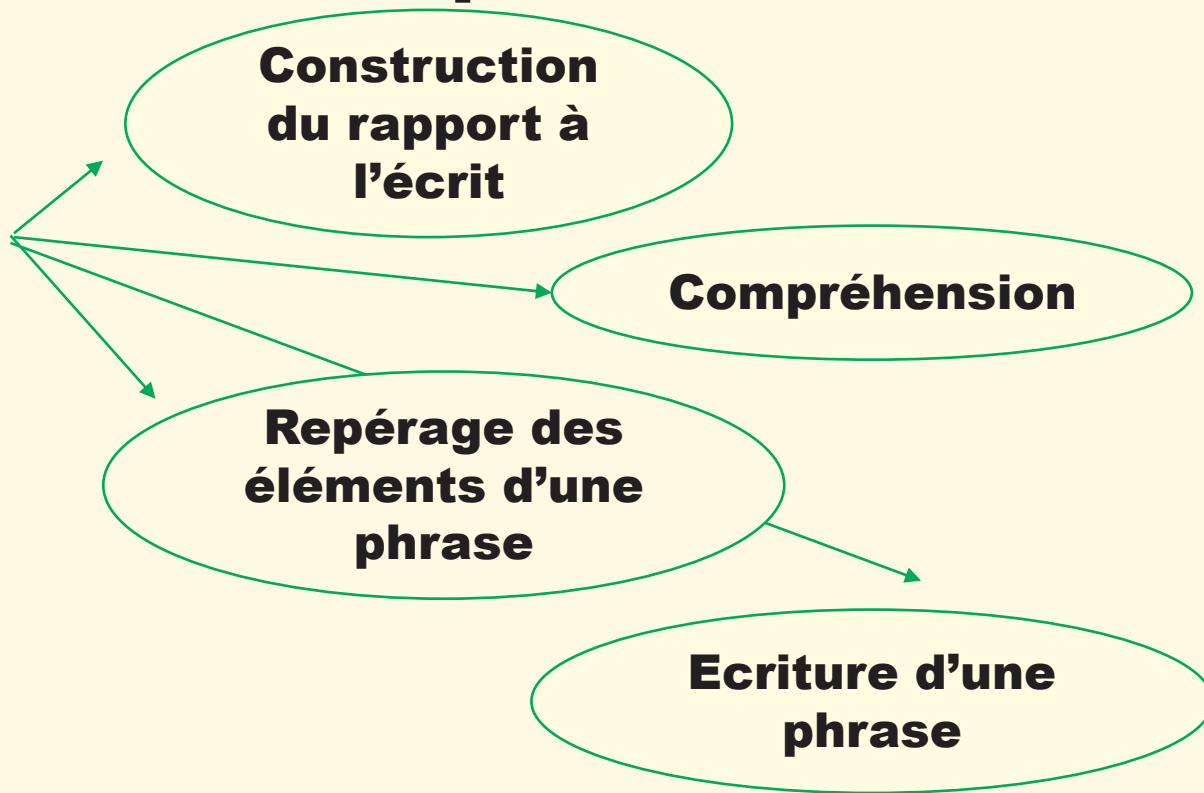 Construction
du rapport à
l’écrit
Compréhension
Repérage des
éléments d’une
phrase
Ecriture d’une
phrase